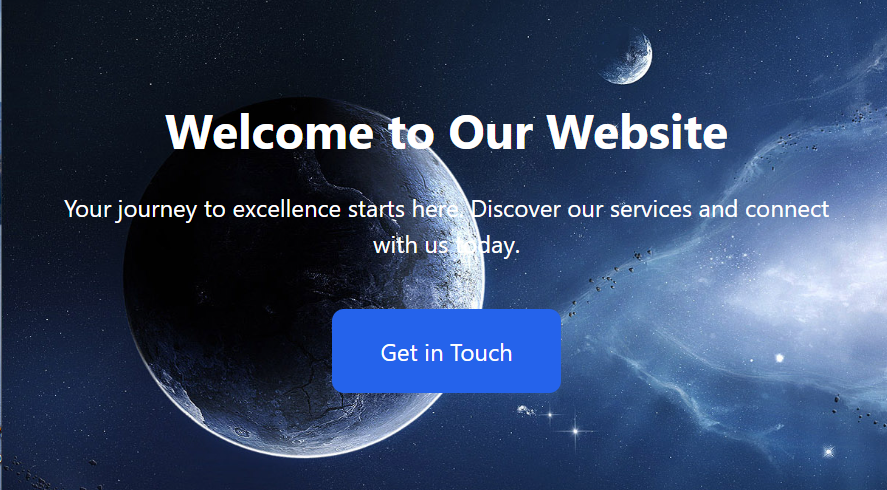 Welcome to Our Website
Your journey to excellence starts here. Discover our services and connect
with us today.
Get in Touch